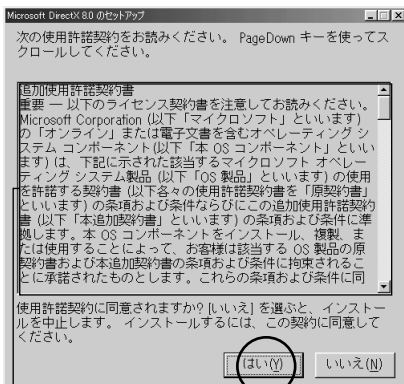 Microsoft DirectX 8.0 のセットアップ
次の使用許諾契約をお読みください。 PageDown キーを使ってス
クロールしてください。
追加使用許諾契約書
重要 ― 以下のライセンス契約書を注意してお読みください。
Microsoft Corporation (以下「マイクロソフト」といいます)
の「オンライン」または電子文書を含むオペレーティング シ
ステム コンポーネント(以下「本 OS コンポーネント」といい
ます) は、下記に示された該当するマイクロソフト オペレー
ティング システム製品 (以下「OS 製品」といいます) の使用
を許諾する契約書 (以下各々の使用許諾契約書を「原契約書」
といいます) の条項および条件ならびにこの追加使用許諾契約
書 (以下「本追加契約書」といいます) の条項および条件に準
拠します。本 OS コンポーネントをインストール、複製、ま
たは使用することによって、お客様は該当する OS 製品の原
契約書および本追加契約書の条項および条件に拘束されるこ
とに承諾されたものとします。これらの条項および条件に同
使用許諾契約に同意されますか? [いいえ] を選ぶと、インストー
ルを中止します。 インストールするには、この契約に同意して
ください。
はい(Y) いいえ(N)